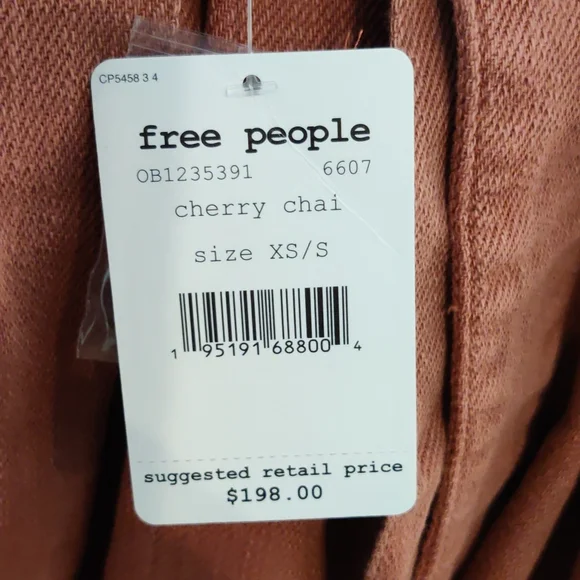 CP5458 3 4
free people
OB1235391 6607
cherry chai
size XS/S
1 95191 68800 4
suggested retail price
$198.00